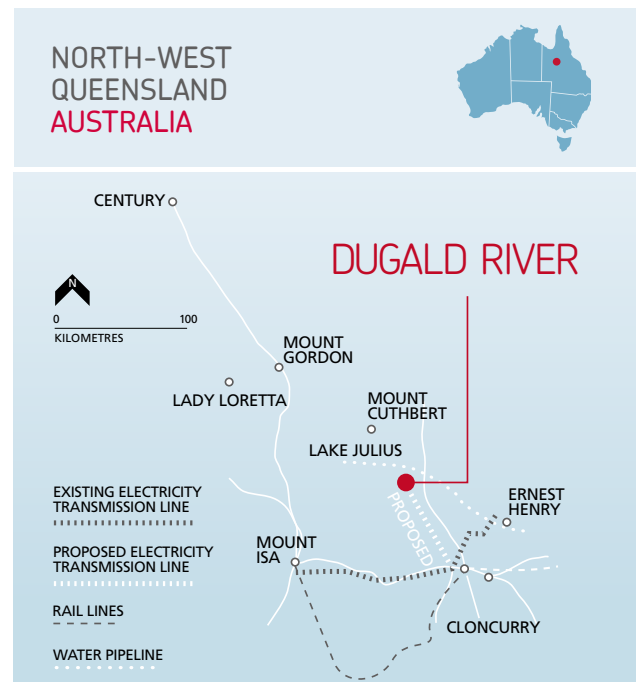 NORTH-WEST
QUEENSLAND
AUSTRALIA
CENTURY
DUGALD RIVER
N
0 100
KILOMETRES
MOUNT
GORDON
LADY LORETTA
MOUNT
CUTHBERT
LAKE JULIUS
EXISTING ELECTRICITY
TRANSMISSION LINE
PROPOSED
ERNEST
HENRY
PROPOSED ELECTRICITY
TRANSMISSION LINE
MOUNT
ISA
RAIL LINES
CLONCURRY
WATER PIPELINE